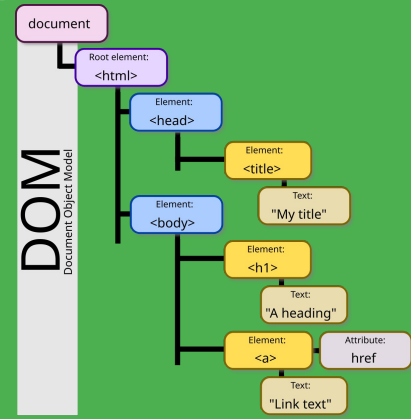 document
Root element:
<html>
Element:
<head>
Element:
<title>
Text:
"My title"
Element:
<body>
Element:
<h1>
Text:
"A heading"
Element:
<a>
Attribute:
href
Text:
"Link text"
DOM
Document Object Model